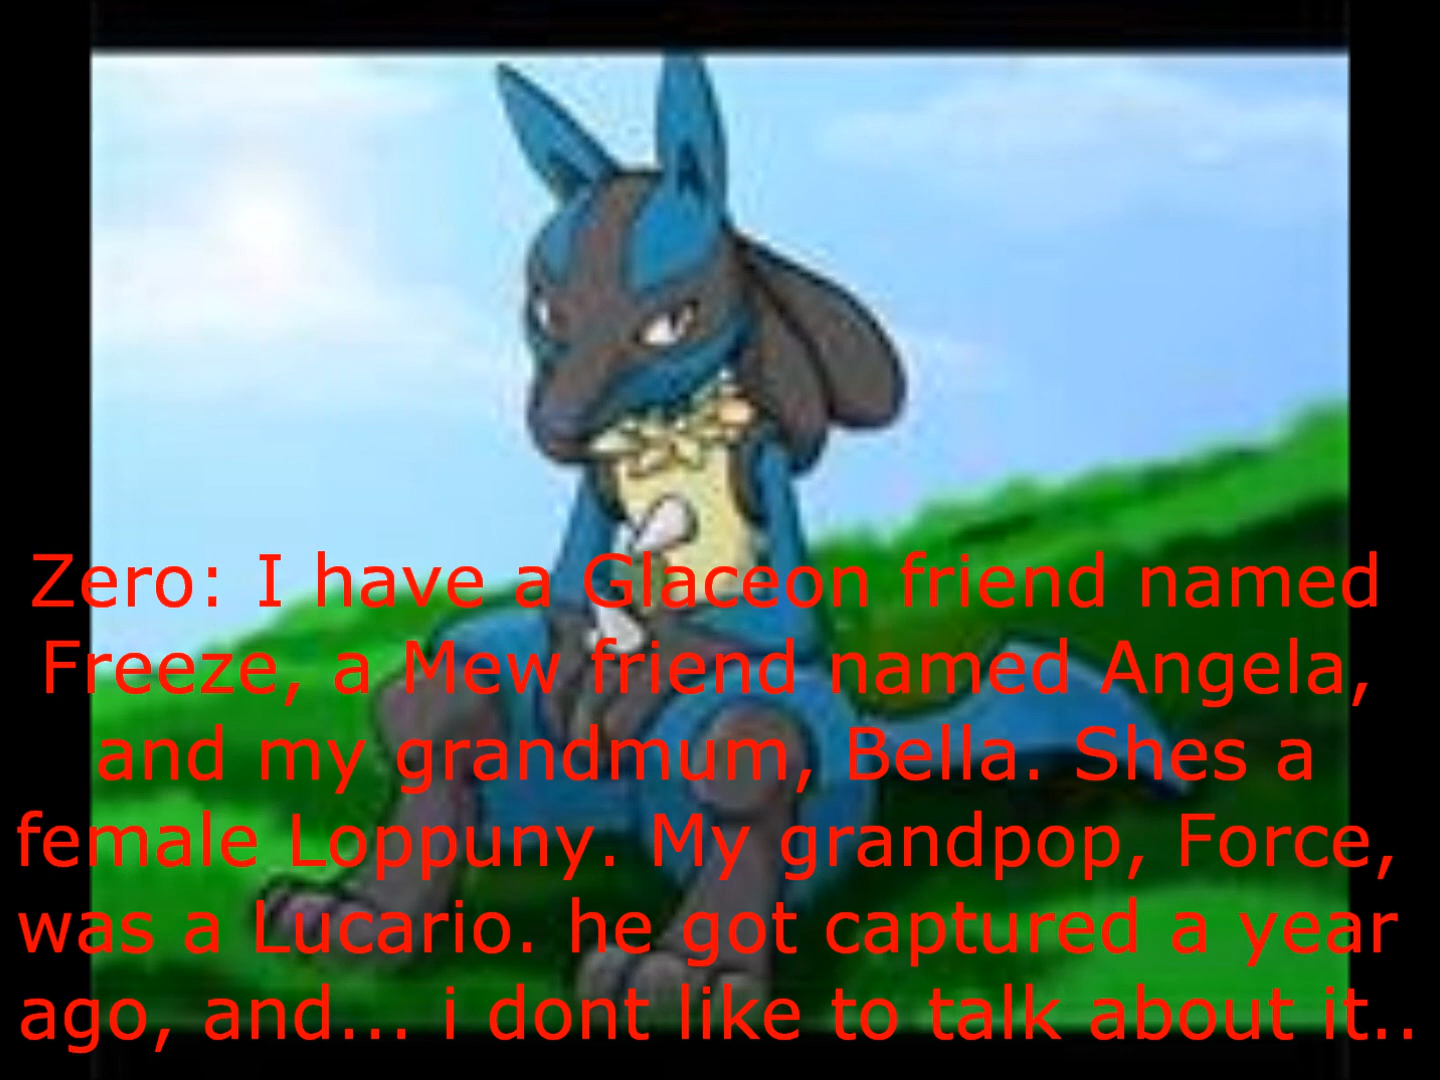 Zero: I have a Glaceon friend named
Freeze, a Mew friend named Angela,
and my grandmum, Bella. Shes a
female Loppuny. My grandpop, Force,
was a Lucario. he got captured a year
ago, and... i dont like to talk about it..